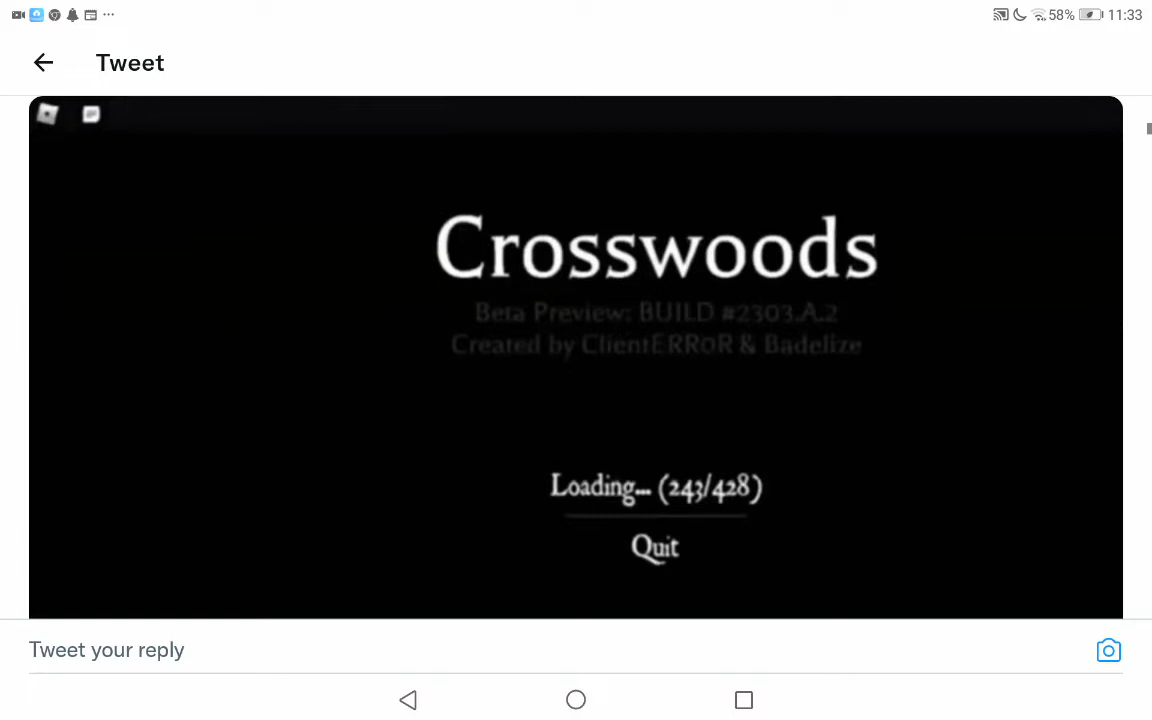 58% 11:33
Tweet
Crosswoods
Beta Preview: BUILD #2303.A.2
Created by ClientERR0R & Badelize
Loading... (243/428)
Quit
Tweet your reply